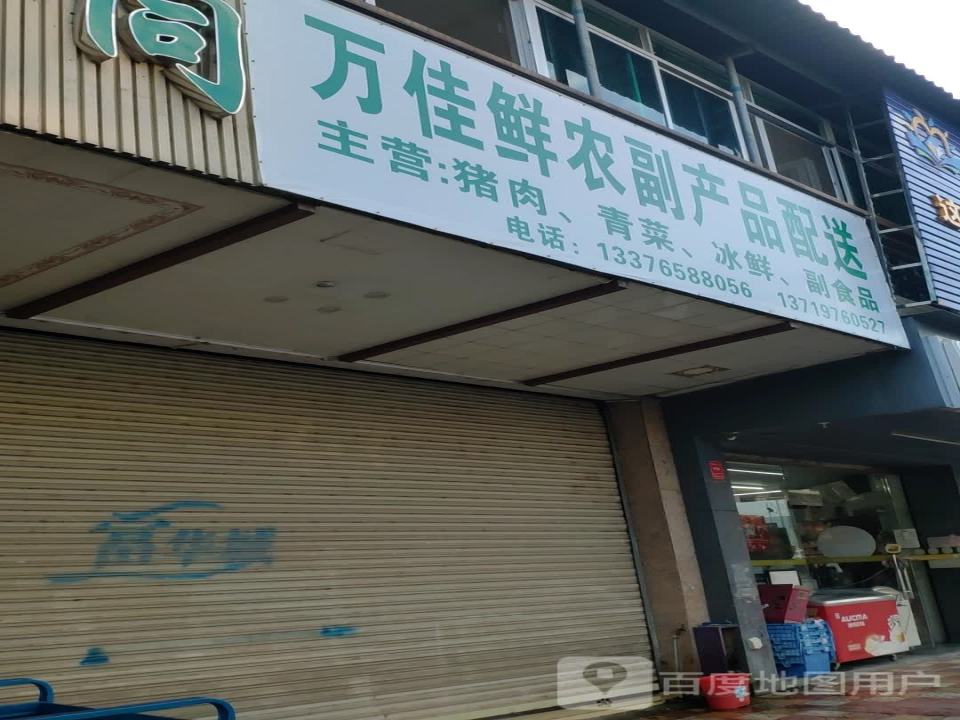 万佳鲜农副产品配送
主营:猪肉、青菜、冰鲜、副食品
电话: 13376588056 13719760527
AUCMA
百度地图用户